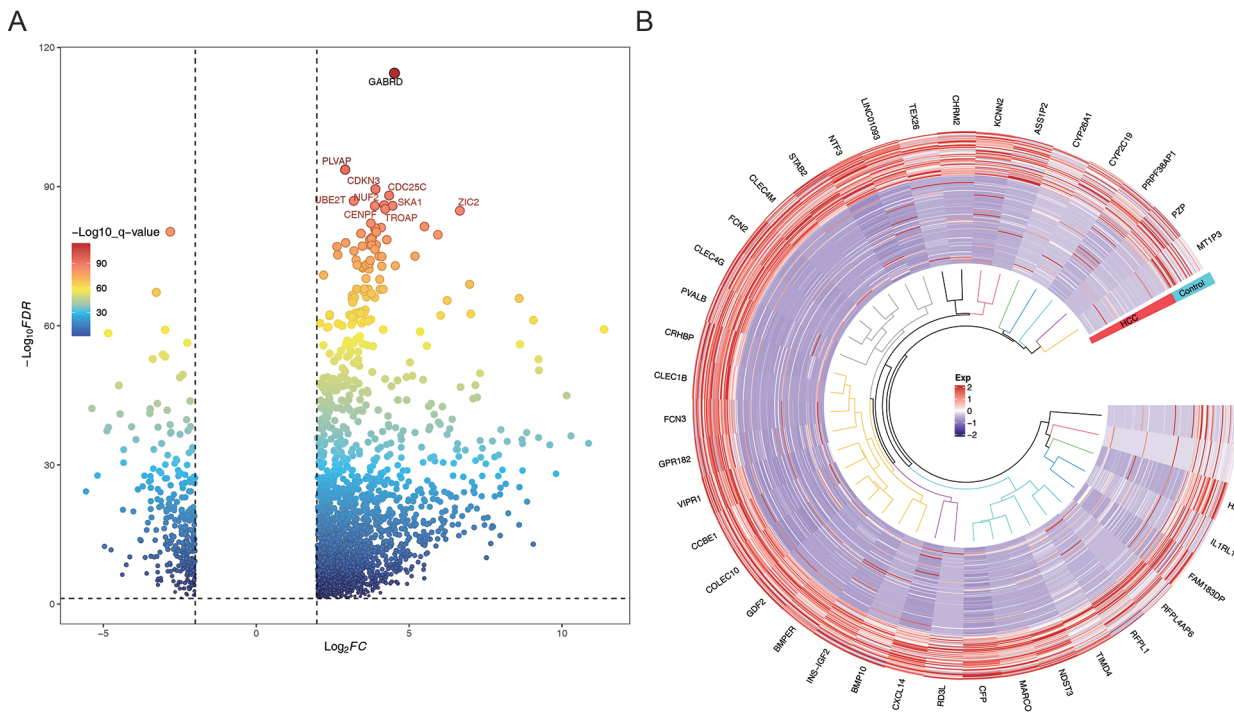 A
B
120
90
60
30
0
−Log10FDR
−5
0
5
10
Log2FC
−Log10_q-value
90
60
30
GABRD
PLVAP
CDKN3
CDC25C
UBE2T
NUF2
SKA1
ZIC2
CENPF
TROAP
LINC01093
TEX26
CHRM2
KCNN2
ASS1P2
CYP26A1
CYP2C19
PRPF38AP1
PZP
MT1P3
NTF3
STAB2
CLEC4M
FCN2
CLEC4G
PVALB
CRHBP
CLEC1B
FCN3
GPR182
VIPR1
CCBE1
COLEC10
GDF2
BMPER
INS-IGF2
BMP10
CXCL14
RD3L
CFP
MARCO
NDST3
TIMD4
RFPL1
RFPL4AP6
FAM183DP
IL1RL1
H
HCC
Control
Exp
2
1
0
−1
−2